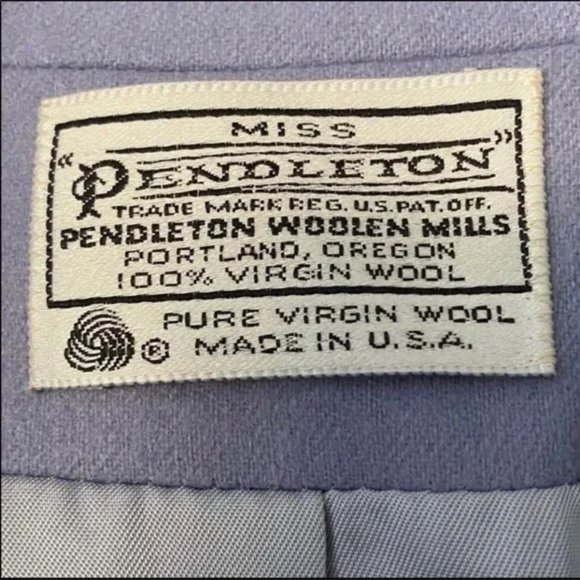 MISS
"PENDLETON"
TRADE MARK REG. U.S. PAT. OFF.
PENDLETON WOOLEN MILLS
PORTLAND, OREGON
100% VIRGIN WOOL
® PURE VIRGIN WOOL
MADE IN U.S.A.